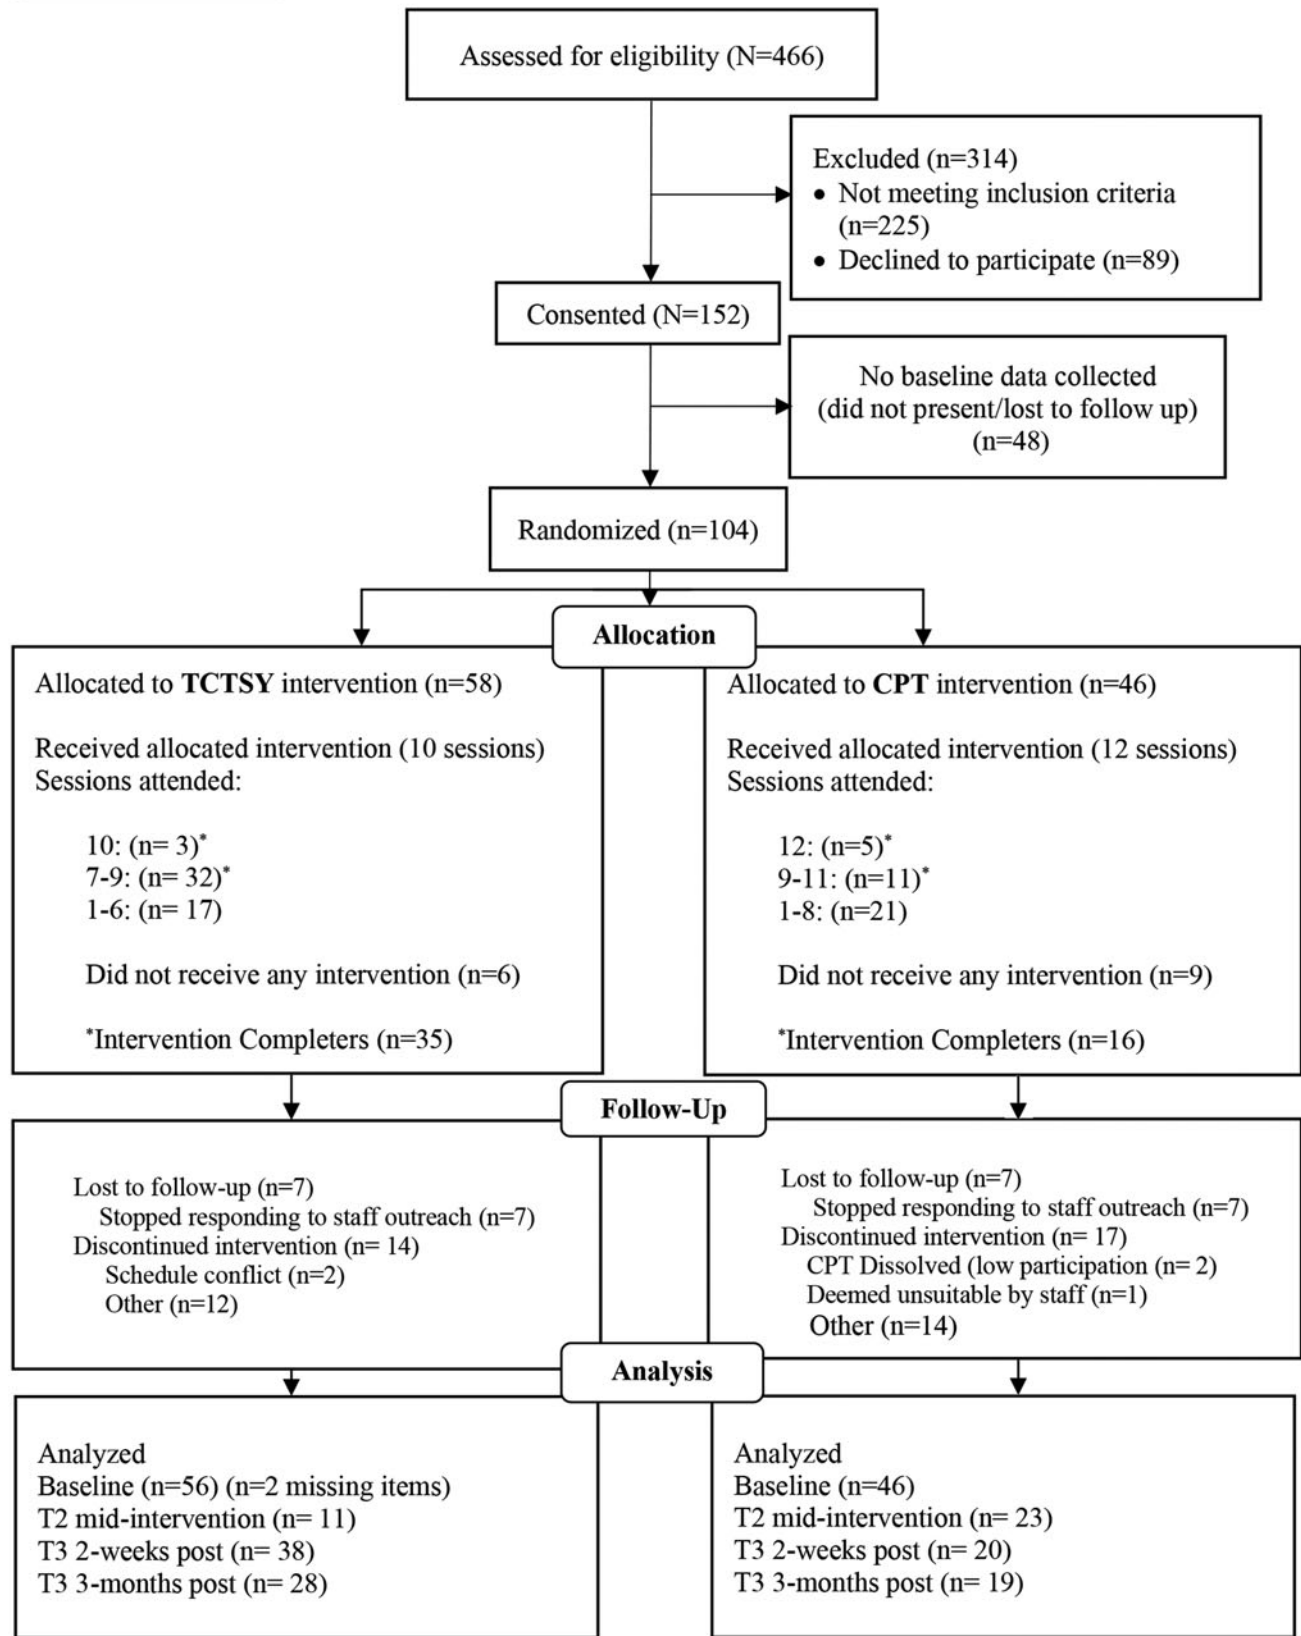 Assessed for eligibility (N=466)
Excluded (n=314)
• Not meeting inclusion criteria
(n=225)
• Declined to participate (n=89)
Consented (N=152)
No baseline data collected
(did not present/lost to follow up)
(n=48)
Randomized (n=104)
Allocation
Allocated to TCTSY intervention (n=58)
Received allocated intervention (10 sessions)
Sessions attended:
10: (n= 3)*
7-9: (n= 32)*
1-6: (n= 17)
Did not receive any intervention (n=6)
*Intervention Completers (n=35)
Allocated to CPT intervention (n=46)
Received allocated intervention (12 sessions)
Sessions attended:
12: (n=5)*
9-11: (n=11)*
1-8: (n=21)
Did not receive any intervention (n=9)
*Intervention Completers (n=16)
Follow-Up
Lost to follow-up (n=7)
Stopped responding to staff outreach (n=7)
Discontinued intervention (n= 14)
Schedule conflict (n=2)
Other (n=12)
Lost to follow-up (n=7)
Stopped responding to staff outreach (n=7)
Discontinued intervention (n= 17)
CPT Dissolved (low participation (n= 2)
Deemed unsuitable by staff (n=1)
Other (n=14)
Analysis
Analyzed
Baseline (n=56) (n=2 missing items)
T2 mid-intervention (n= 11)
T3 2-weeks post (n= 38)
T3 3-months post (n= 28)
Analyzed
Baseline (n=46)
T2 mid-intervention (n= 23)
T3 2-weeks post (n= 20)
T3 3-months post (n= 19)